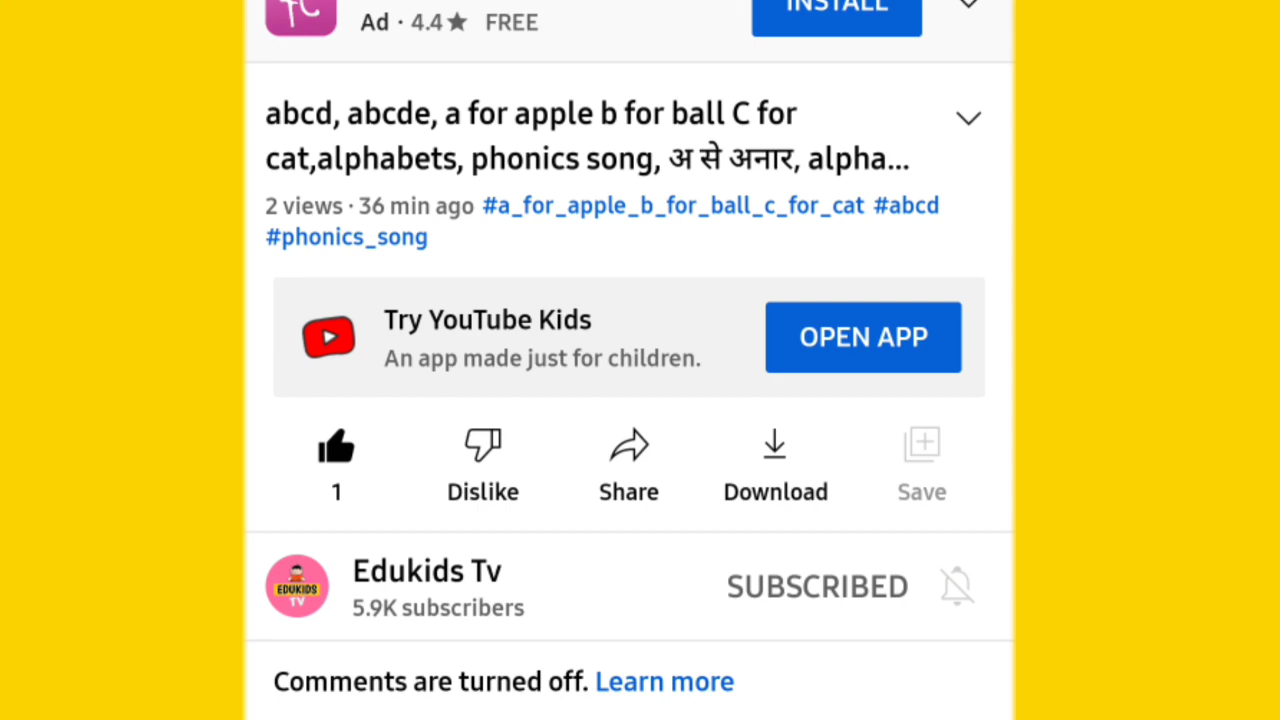 Ad · 4.4★ FREE
INSTALL
abcd, abcde, a for apple b for ball C for
cat,alphabets, phonics song, अ से अनार, alpha...
2 views · 36 min ago #a_for_apple_b_for_ball_c_for_cat #abcd
#phonics_song
Try YouTube Kids
An app made just for children.
OPEN APP
1
Dislike
Share
Download
Save
EDUKIDS
TV
Edukids Tv
5.9K subscribers
SUBSCRIBED
Comments are turned off. Learn more